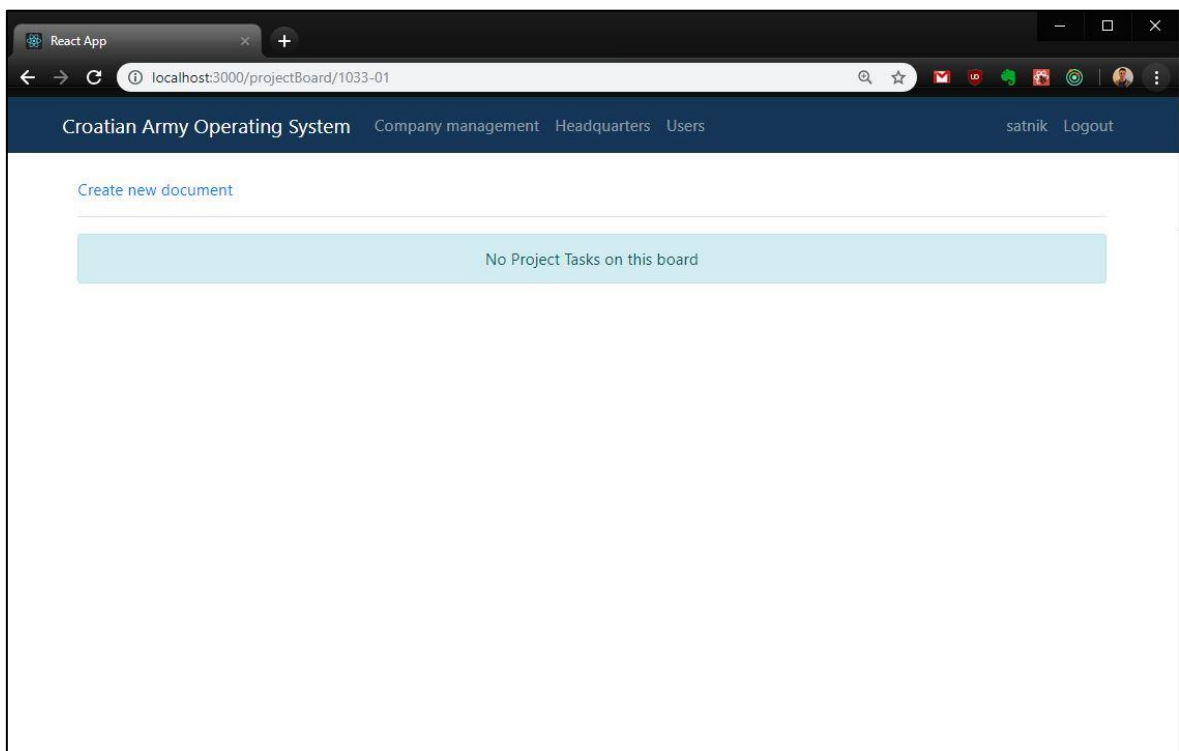 React App
localhost:3000/projectBoard/1033-01
Croatian Army Operating System Company management Headquarters Users satnik Logout
Create new document
No Project Tasks on this board